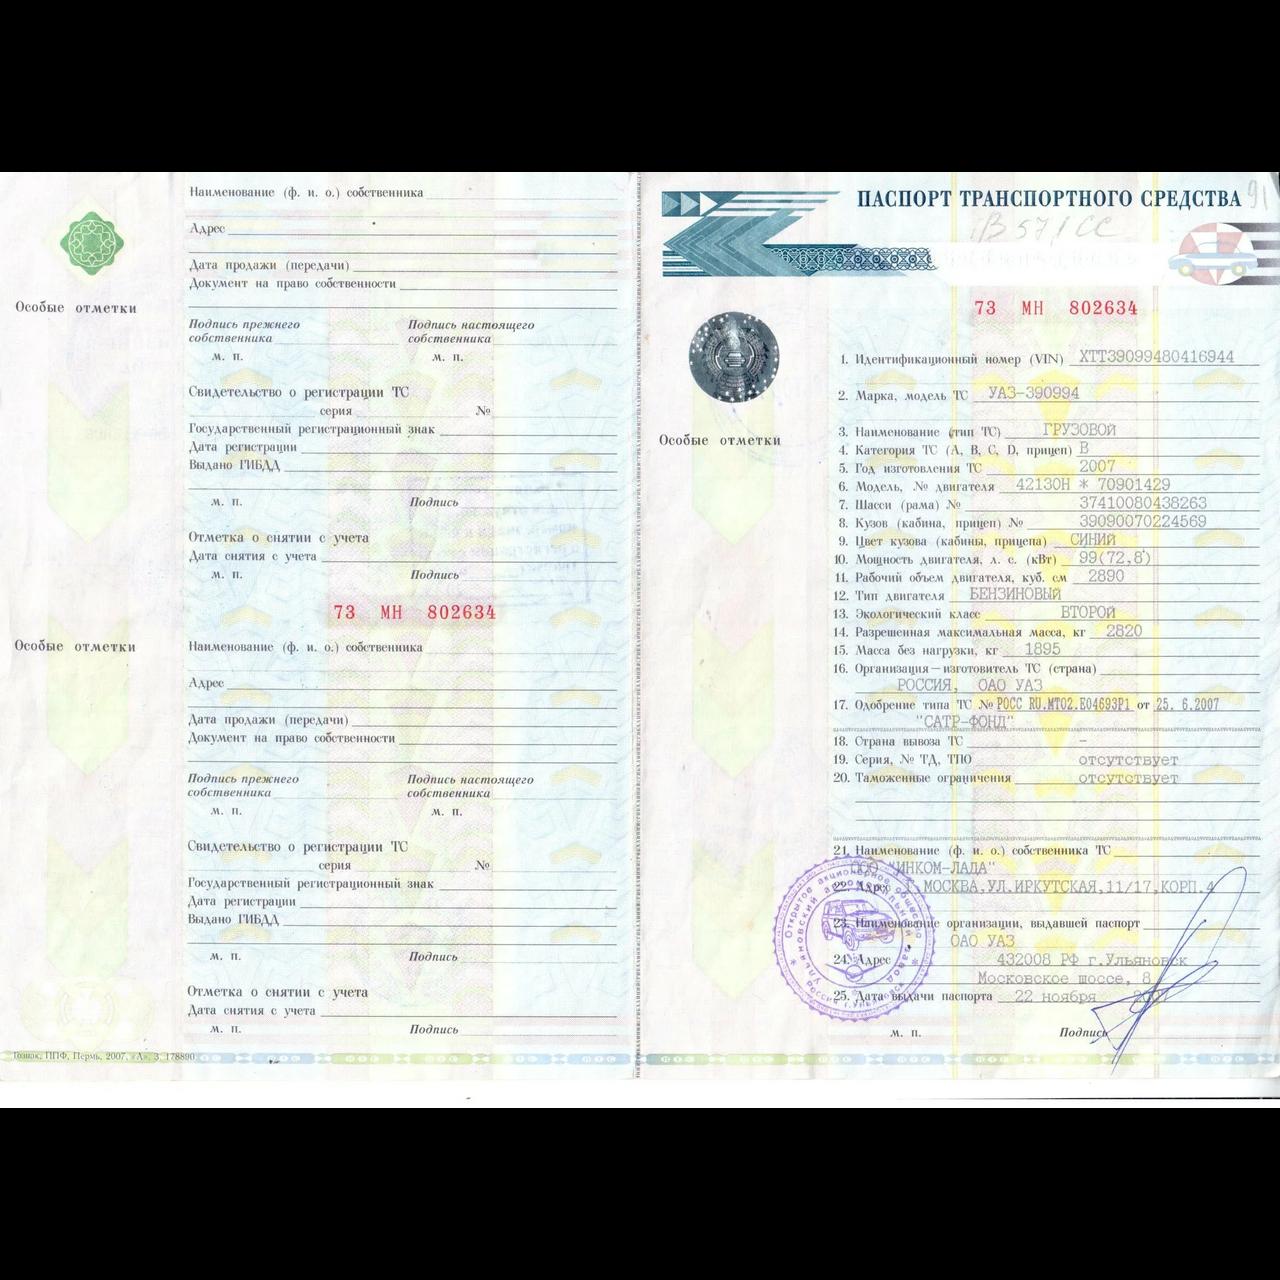 Наименование (ф. и. о.) собственника
Адрес
Дата продажи (передачи)
Документ на право собственности
Особые отметки
Подпись прежнего собственника
Подпись настоящего собственника
м. п.
м. п.
Свидетельство о регистрации ТС
серия №
Государственный регистрационный знак
Дата регистрации
Выдано ГИБДД
м. п. Подпись
Отметка о снятии с учета
Дата снятия с учета
м. п. Подпись
73 МН 802634
Особые отметки
Наименование (ф. и. о.) собственника
Адрес
Дата продажи (передачи)
Документ на право собственности
Подпись прежнего собственника
Подпись настоящего собственника
м. п.
м. п.
Свидетельство о регистрации ТС
серия №
Государственный регистрационный знак
Дата регистрации
Выдано ГИБДД
м. п. Подпись
Отметка о снятии с учета
Дата снятия с учета
м. п. Подпись
Гознак, ППФ, Пермь, 2007, «А», З. 178890
ПАСПОРТ ТРАНСПОРТНОГО СРЕДСТВА
91
73 МН 802634
Особые отметки
1. Идентификационный номер (VIN) XTT39099480416944
2. Марка, модель ТС УАЗ-390994
3. Наименование (тип ТС) ГРУЗОВОЙ
4. Категория ТС (A, B, C, D, прицеп) B
5. Год изготовления ТС 2007
6. Модель, № двигателя 42130Н * 70901429
7. Шасси (рама) № 37410080438263
8. Кузов (кабина, прицеп) № 39090070224569
9. Цвет кузова (кабины, прицепа) СИНИЙ
10. Мощность двигателя, л. с. (кВт) 99(72,8)
11. Рабочий объем двигателя, куб. см 2890
12. Тип двигателя БЕНЗИНОВЫЙ
13. Экологический класс ВТОРОЙ
14. Разрешенная максимальная масса, кг 2820
15. Масса без нагрузки, кг 1895
16. Организация—изготовитель ТС (страна)
РОССИЯ, ОАО УАЗ
17. Одобрение типа ТС № РОСС RU.МТ02.Е04693Р1 от 25. 6.2007
"САТР-ФОНД"
18. Страна вывоза ТС -
19. Серия, № ТД, ТПО отсутствует
20. Таможенные ограничения отсутствует
21. Наименование (ф. и. о.) собственника ТС
ООО "ИНКОМ-ЛАДА"
22. Адрес Г.МОСКВА,УЛ.ИРКУТСКАЯ,11/17,КОРП.4
23. Наименование организации, выдавшей паспорт
ОАО УАЗ
24. Адрес 432008 РФ г.Ульяновск
Московское шоссе, 8
25. Дата выдачи паспорта 22 ноября 2007
м. п. Подпись
Открытое акционерное общество
Ульяновский автомобильный завод